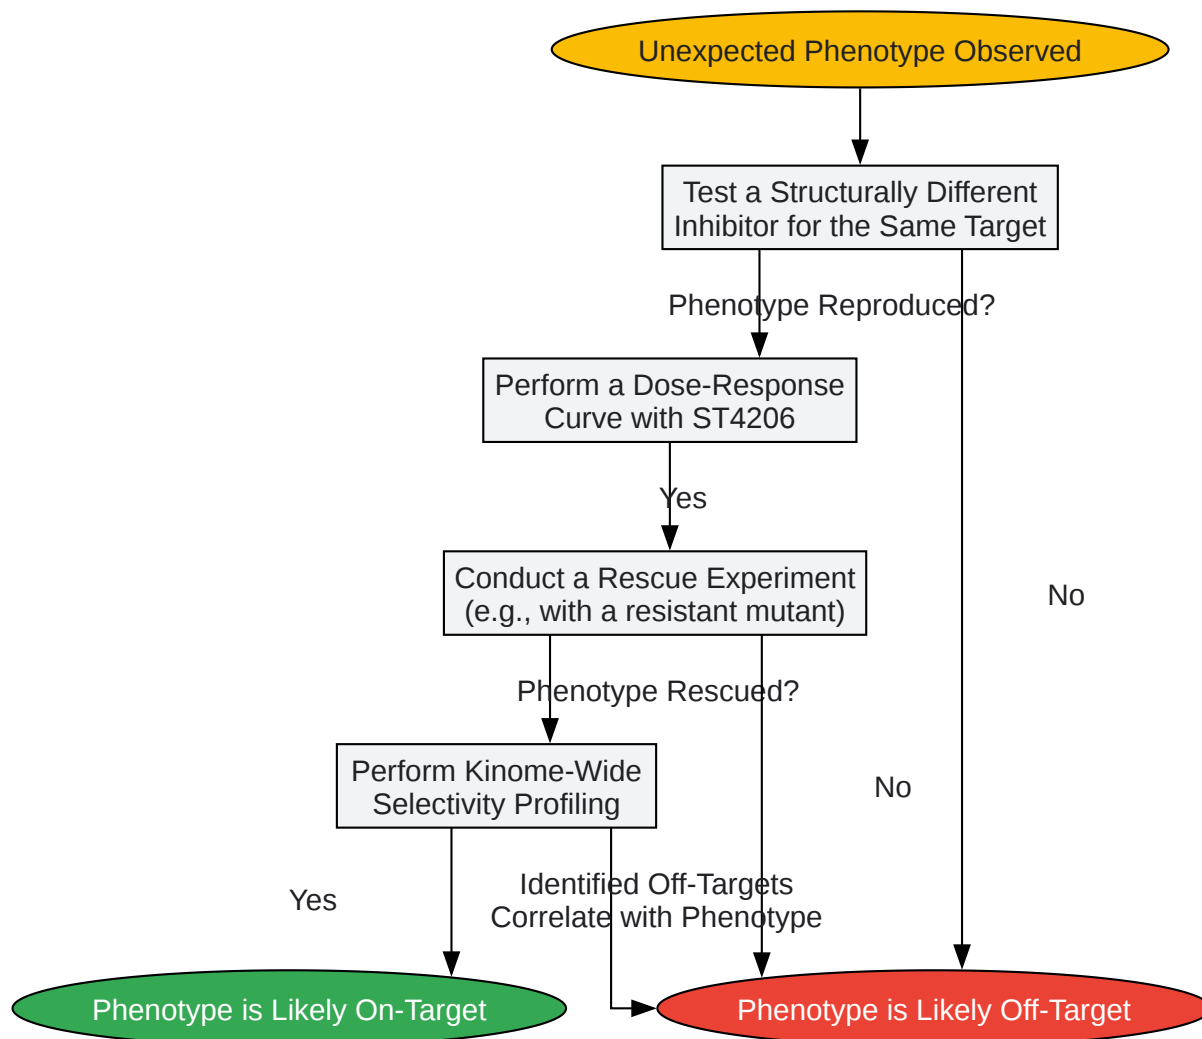 Unexpected Phenotype Observed
Test a Structurally Different
Inhibitor for the Same Target
Phenotype Reproduced?
Perform a Dose-Response
Curve with ST4206
Yes
Conduct a Rescue Experiment
(e.g., with a resistant mutant)
No
Phenotype Rescued?
Perform Kinome-Wide
Selectivity Profiling
No
Identified Off-Targets
Correlate with Phenotype
Yes
Phenotype is Likely On-Target
Phenotype is Likely Off-Target